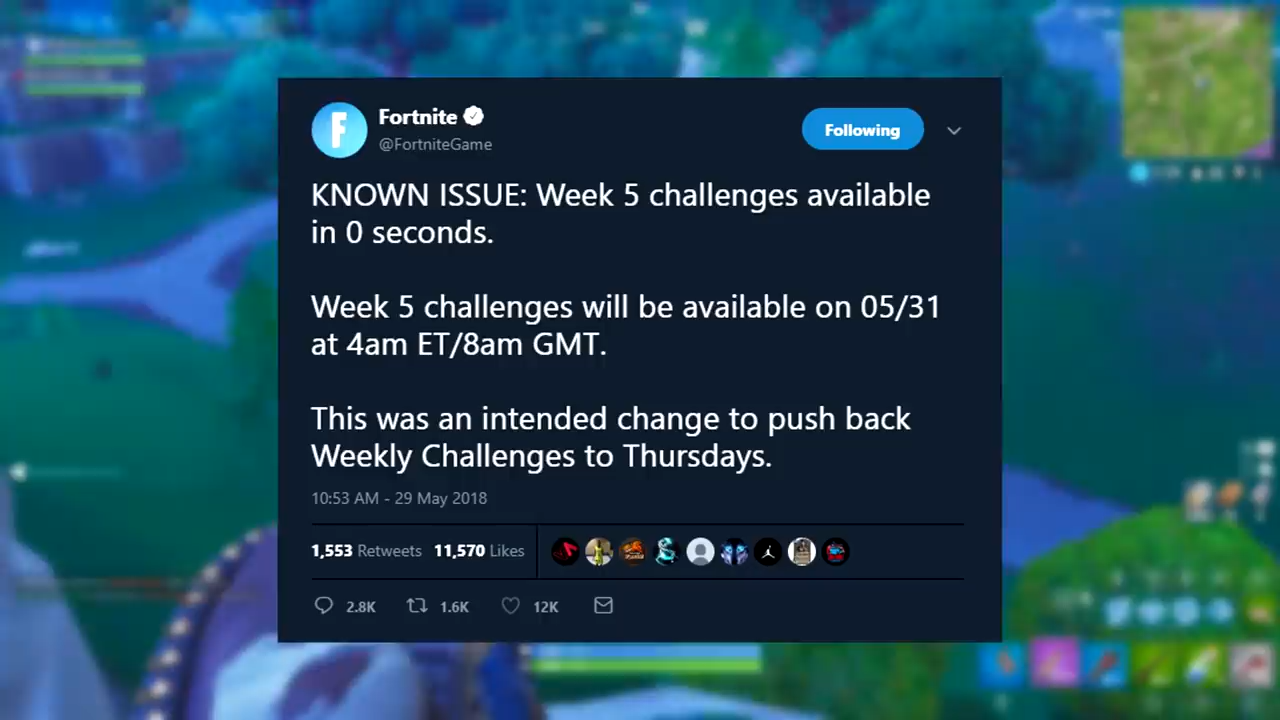 Fortnite
@FortniteGame
Following
KNOWN ISSUE: Week 5 challenges available
in 0 seconds.
Week 5 challenges will be available on 05/31
at 4am ET/8am GMT.
This was an intended change to push back
Weekly Challenges to Thursdays.
10:53 AM - 29 May 2018
1,553 Retweets 11,570 Likes
2.8K 1.6K 12K